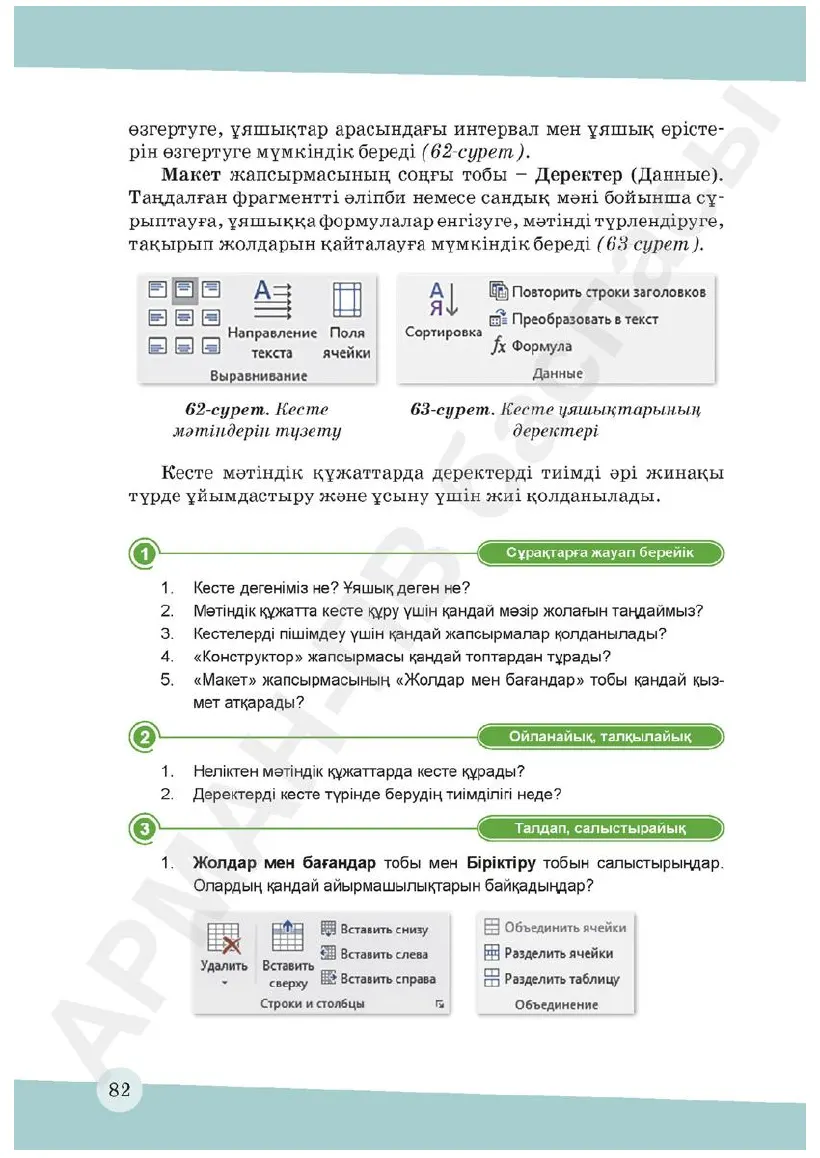 өзгертуге, ұяшықтар арасындағы интервал мен ұяшық өрісте-
рін өзгертуге мүмкіндік береді (62-сурет).
Макет жапсырмасының соңғы тобы – Деректер (Данные).
Таңдалған фрагментті әліпби немесе сандық мәні бойынша сұ-
рыптауға, ұяшыққа формулалар енгізуге, мәтінді түрлендіруге,
тақырып жолдарын қайталауға мүмкіндік береді (63 сурет).
Направление текста
Поля ячейки
Выравнивание
Сортировка
Повторить строки заголовков
Преобразовать в текст
Формула
Данные
62-сурет. Кесте
мәтіндерін түзету
63-сурет. Кесте ұяшықтарының
деректері
Кесте мәтіндік құжаттарда деректерді тиімді әрі жинақы
түрде ұйымдастыру және ұсыну үшін жиі қолданылады.
1 Сұрақтарға жауап берейік
1. Кесте дегеніміз не? Ұяшық деген не?
2. Мәтіндік құжатта кесте құру үшін қандай мәзір жолағын таңдаймыз?
3. Кестелерді пішімдеу үшін қандай жапсырмалар қолданылады?
4. «Конструктор» жапсырмасы қандай топтардан тұрады?
5. «Макет» жапсырмасының «Жолдар мен бағандар» тобы қандай қыз-
мет атқарады?
2 Ойланайық, талқылайық
1. Неліктен мәтіндік құжаттарда кесте құрады?
2. Деректерді кесте түрінде берудің тиімділігі неде?
3 Талдап, салыстырайық
1. Жолдар мен бағандар тобы мен Біріктіру тобын салыстырыңдар.
Олардың қандай айырмашылықтарын байқадыңдар?
Удалить
Вставить сверху
Вставить снизу
Вставить слева
Вставить справа
Строки и столбцы
Объединить ячейки
Разделить ячейки
Разделить таблицу
Объединение
82
АРМАН-ПВ баспасы